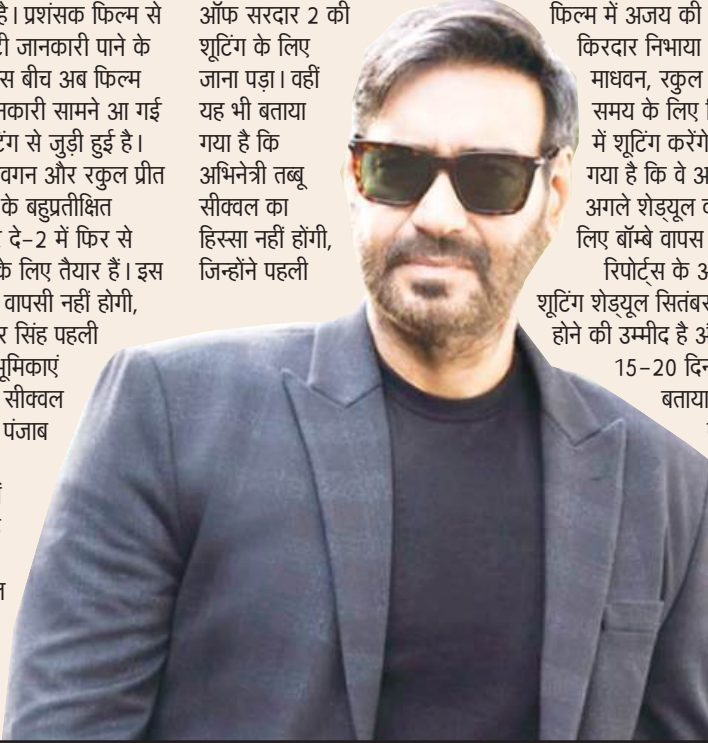 है। प्रशंसक फिल्म से
जानकारी पाने के
बीच अब फिल्म
सामने आ गई
से जुड़ी हुई है।
और रकुल प्रीत
के बहुप्रतीक्षित
दे-2 में फिर से
के लिए तैयार हैं। इस
वापसी नहीं होगी,
सिंह पहली
भूमिकाएं
सीक्वल
पंजाब
ऑफ सरदार 2 की
शूटिंग के लिए
जाना पड़ा। वहीं
यह भी बताया
गया है कि
अभिनेत्री तब्बू
सीक्वल का
हिस्सा नहीं होंगी,
जिन्होंने पहली
फिल्म में अजय की
किरदार निभाया
माधवन, रकुल
समय के लिए
में शूटिंग करेंगे
गया है कि वे
अगले शेड्यूल
लिए बॉम्बे वापस
रिपोर्ट्स के
शूटिंग शेड्यूल सितंबर
होने की उम्मीद है
15-20 दिन
बताया